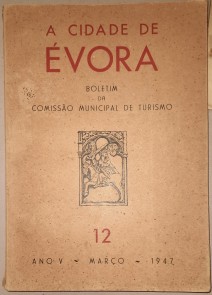 A CIDADE DE
ÉVORA
BOLETIM
DA
COMISSÃO MUNICIPAL DE TURISMO
12
ANO V ~ MARÇO ~ 1947